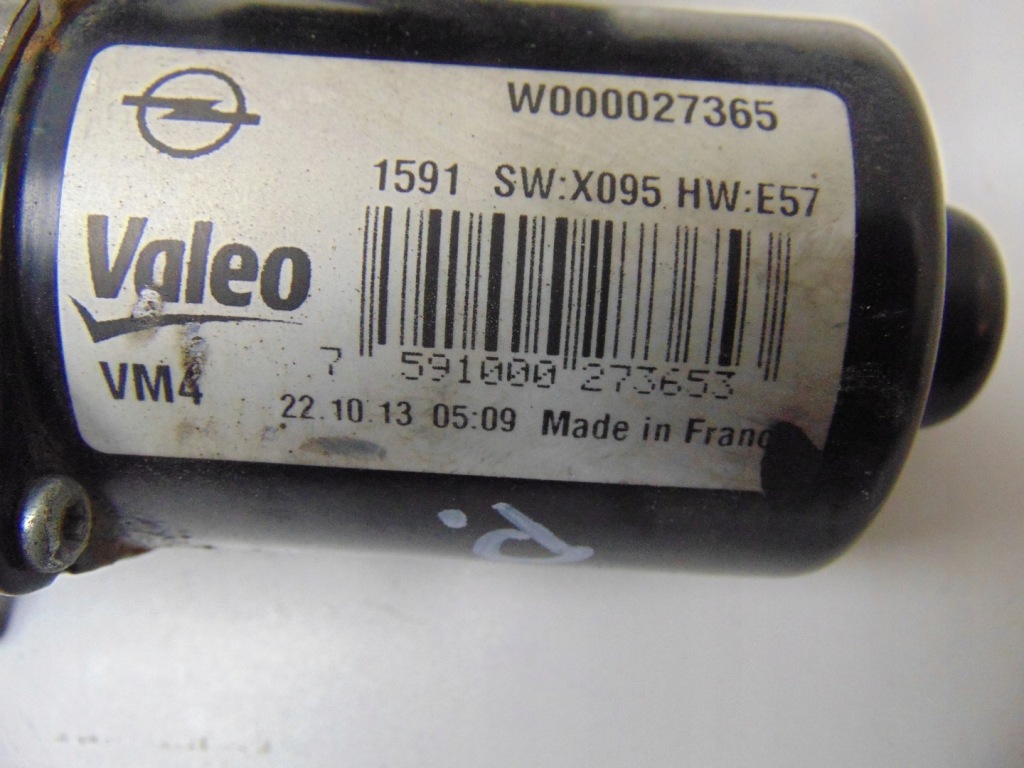 W000027365
1591 SW:X095 HW:E57
Valeo
7 591000 273653
VM4
22.10.13 05:09 Made in Franc
P.